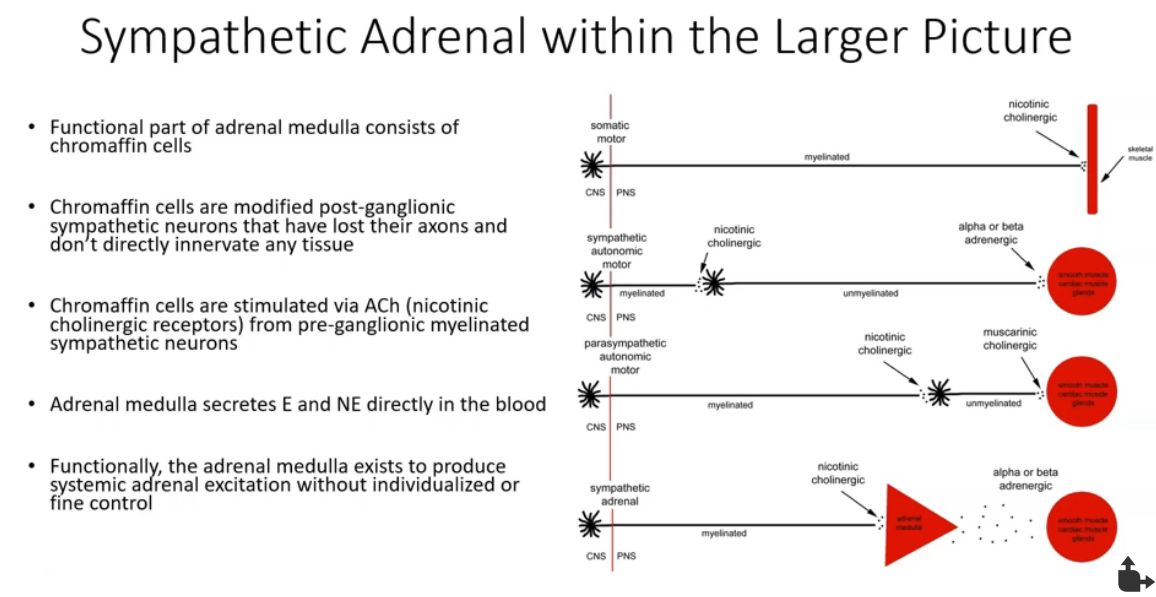 Sympathetic Adrenal within the Larger Picture
• Functional part of adrenal medulla consists of
chromaffin cells
• Chromaffin cells are modified post-ganglionic
sympathetic neurons that have lost their axons and
don't directly innervate any tissue
• Chromaffin cells are stimulated via ACh (nicotinic
cholinergic receptors) from pre-ganglionic myelinated
sympathetic neurons
• Adrenal medulla secretes E and NE directly in the blood
• Functionally, the adrenal medulla exists to produce
systemic adrenal excitation without individualized or
fine control
somatic
motor
nicotinic
cholinergic
myelinated
skeletal
muscle
CNS PNS
sympathetic
autonomic
motor
nicotinic
cholinergic
alpha or beta
adrenergic
myelinated
unmyelinated
smooth muscle
cardiac muscle
glands
CNS PNS
parasympathetic
autonomic
motor
nicotinic
cholinergic
muscarinic
cholinergic
myelinated
unmyelinated
smooth muscle
cardiac muscle
glands
CNS PNS
sympathetic
adrenal
nicotinic
cholinergic
alpha or beta
adrenergic
myelinated
adrenal
medulla
smooth muscle
cardiac muscle
glands
CNS PNS